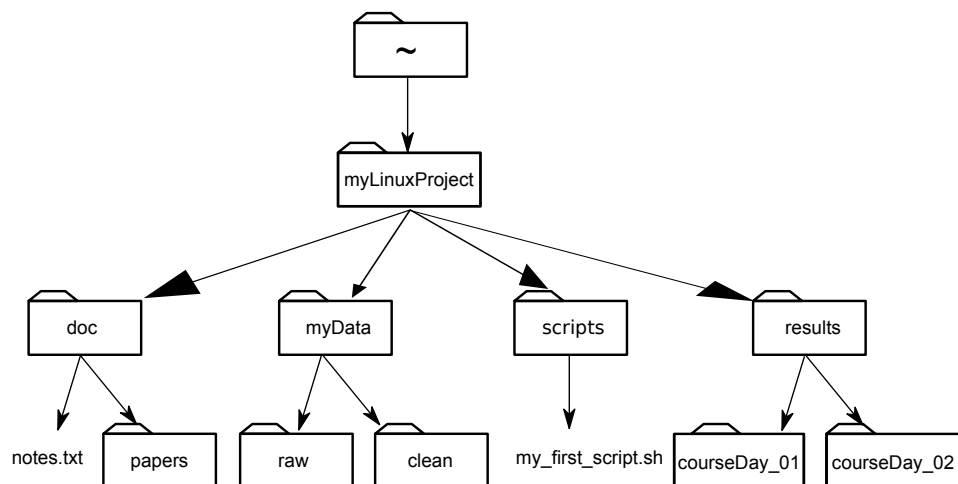 ~
myLinuxProject
doc
myData
scripts
results
notes.txt
papers
raw
clean
my_first_script.sh
courseDay_01
courseDay_02